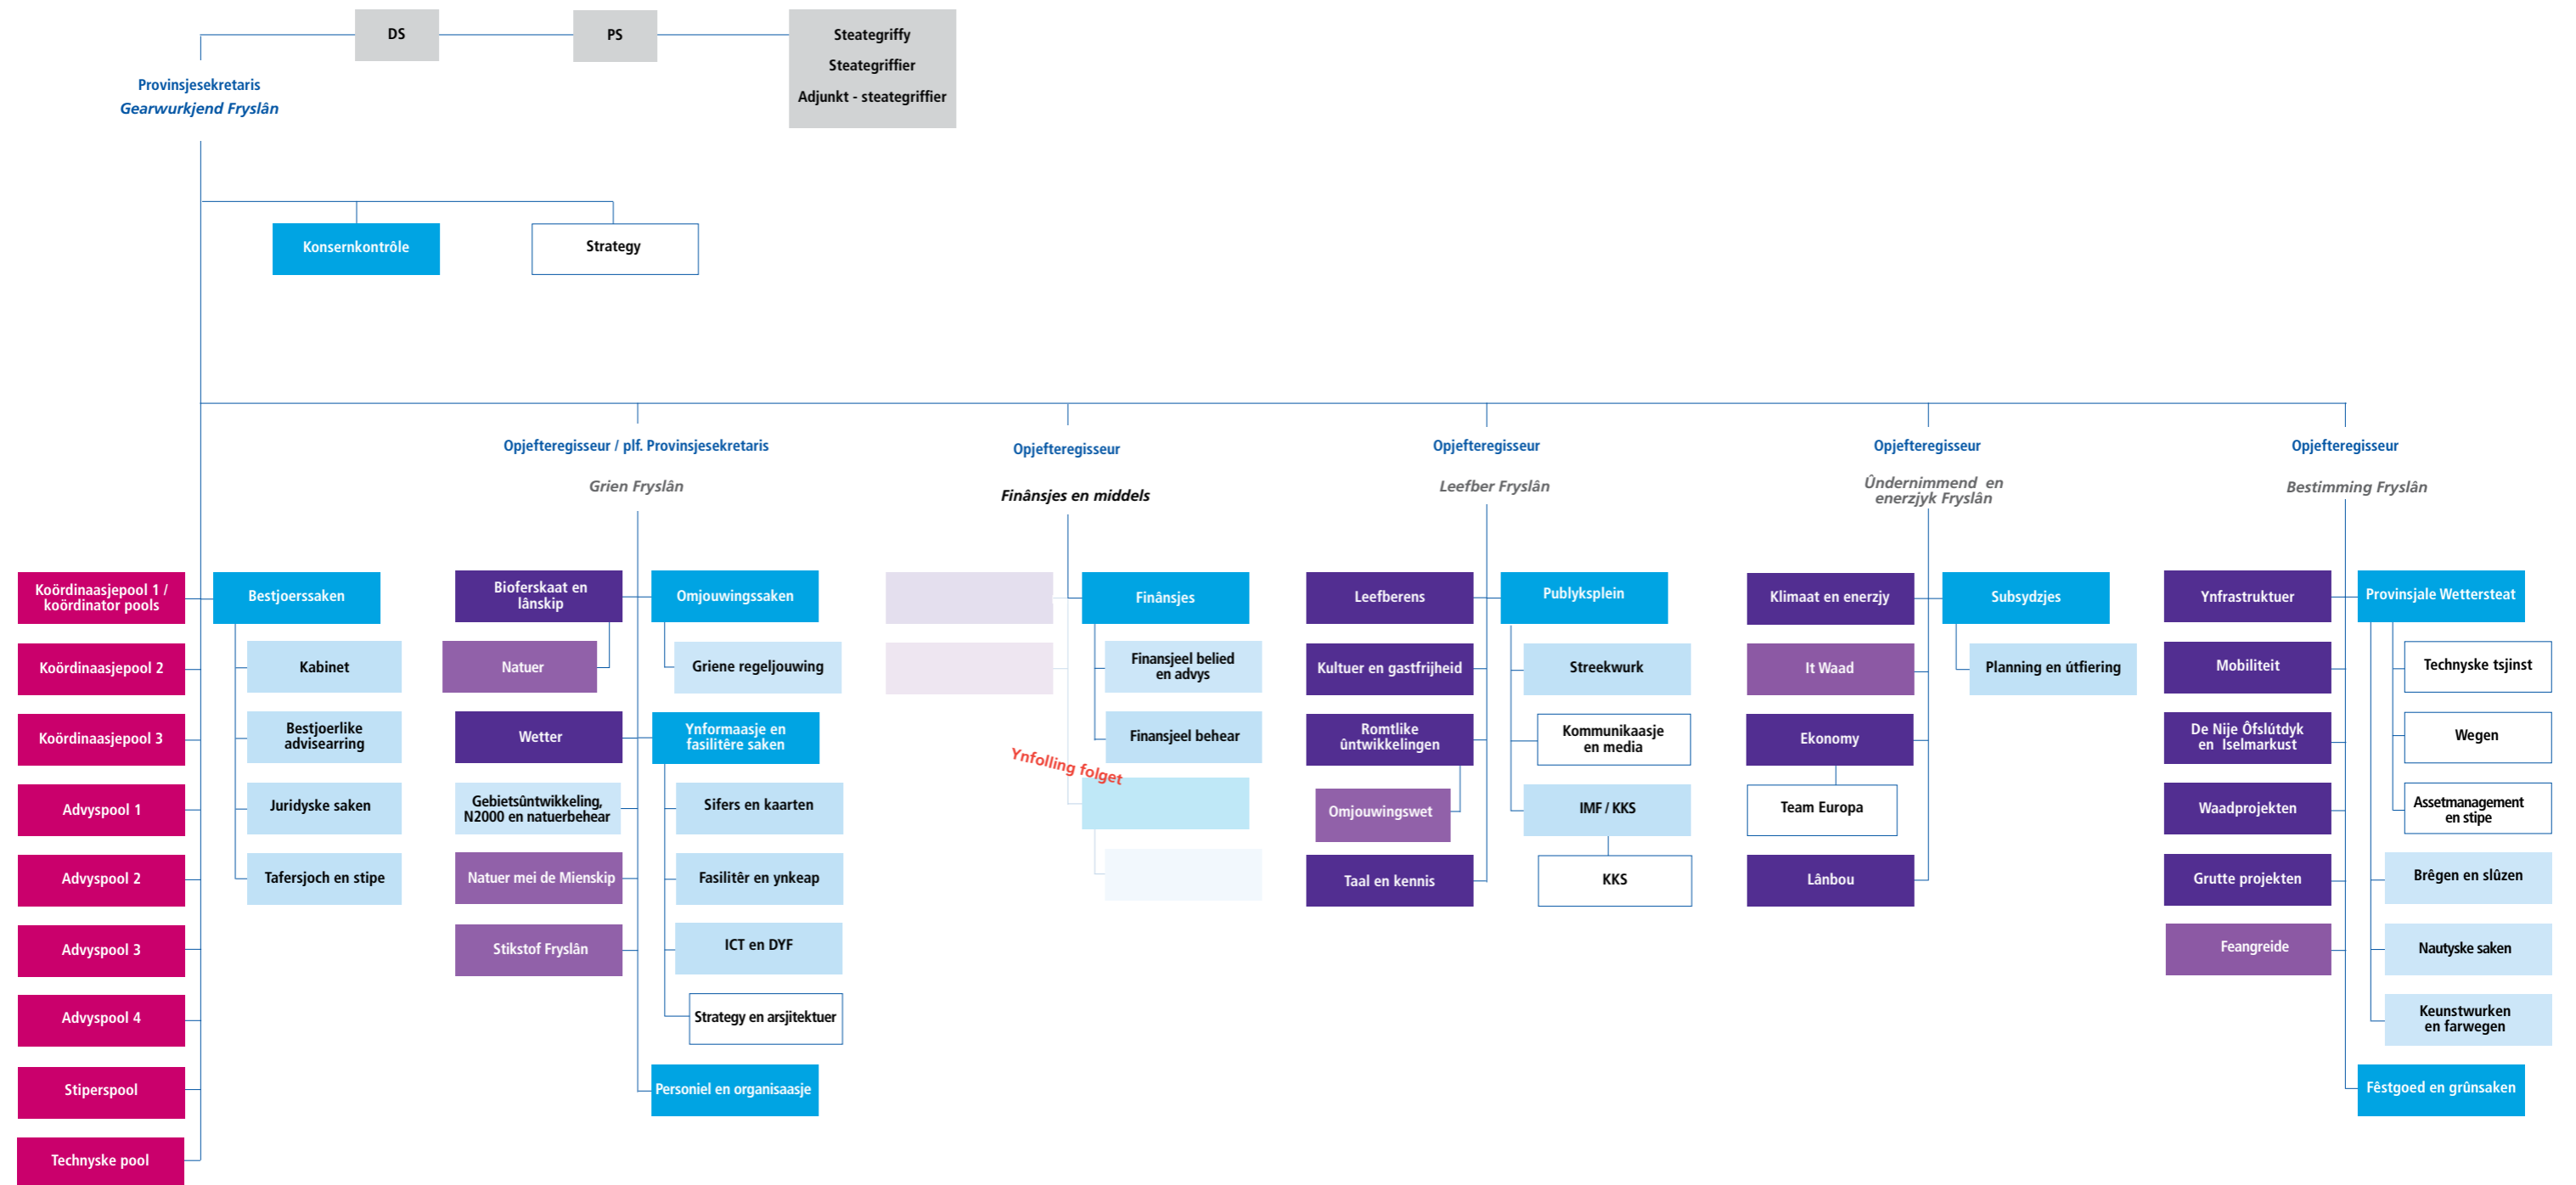 DS
PS
Steategriffy
Steategriffier
Adjunkt - steategriffier
Provinsjesekretaris
Gearwurkjend Fryslân
Konsernkontrôle
Strategy
Opjefteregisseur / plf. Provinsjesekretaris
Grien Fryslân
Opjefteregisseur
Finânsjes en middels
Opjefteregisseur
Leefber Fryslân
Opjefteregisseur
Ûndernimmend en
enerzjyk Fryslân
Opjefteregisseur
Bestimming Fryslân
Koördinaasjepool 1 /
koördinator pools
Koördinaasjepool 2
Koördinaasjepool 3
Advyspool 1
Advyspool 2
Advyspool 3
Advyspool 4
Stiperspool
Technyske pool
Bestjoerssaken
Kabinet
Bestjoerlike
advisearring
Juridyske saken
Tafersjoch en stipe
Bioferskaat en
lânskip
Natuer
Wetter
Gebietsûntwikkeling,
N2000 en natuerbehear
Natuer mei de Mienskip
Stikstof Fryslân
Omjouwingssaken
Griene regeljouwing
Ynformaasje en
fasilitêre saken
Sifers en kaarten
Fasilitêr en ynkeap
ICT en DYF
Strategy en arsjitektuer
Personiel en organisaasje
Finânsjes
Finansjeel belied
en advys
Finansjeel behear
Ynfolling folget
Leefberens
Kultuer en gastfrijheid
Romtlike
ûntwikkelingen
Omjouwingswet
Taal en kennis
Publyksplein
Streekwurk
Kommunikaasje
en media
IMF / KKS
KKS
Klimaat en enerzjy
It Waad
Ekonomy
Team Europa
Lânbou
Subsydzjes
Planning en útfiering
Ynfrastruktuer
Mobiliteit
De Nije Ôfslútdyk
en Iselmarkust
Waadprojekten
Grutte projekten
Feangreide
Provinsjale Wettersteat
Technyske tsjinst
Wegen
Assetmanagement
en stipe
Brêgen en slûzen
Nautyske saken
Keunstwurken
en farwegen
Fêstgoed en grûnsaken